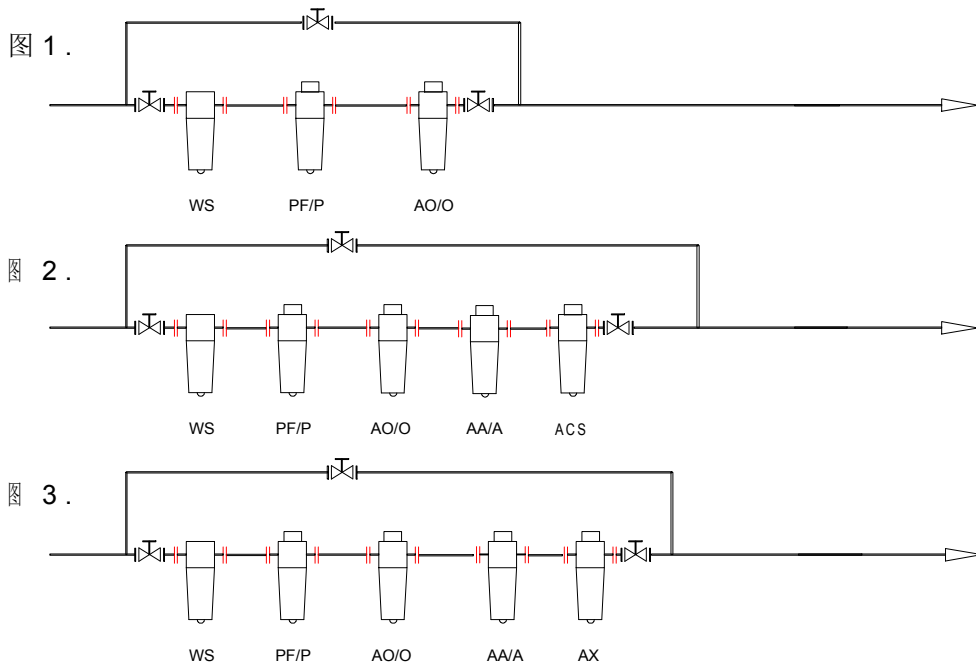 图 1 .
WS PF/P AO/O
图 2 .
WS PF/P AO/O AA/A ACS
图 3 .
WS PF/P AO/O AA/A AX